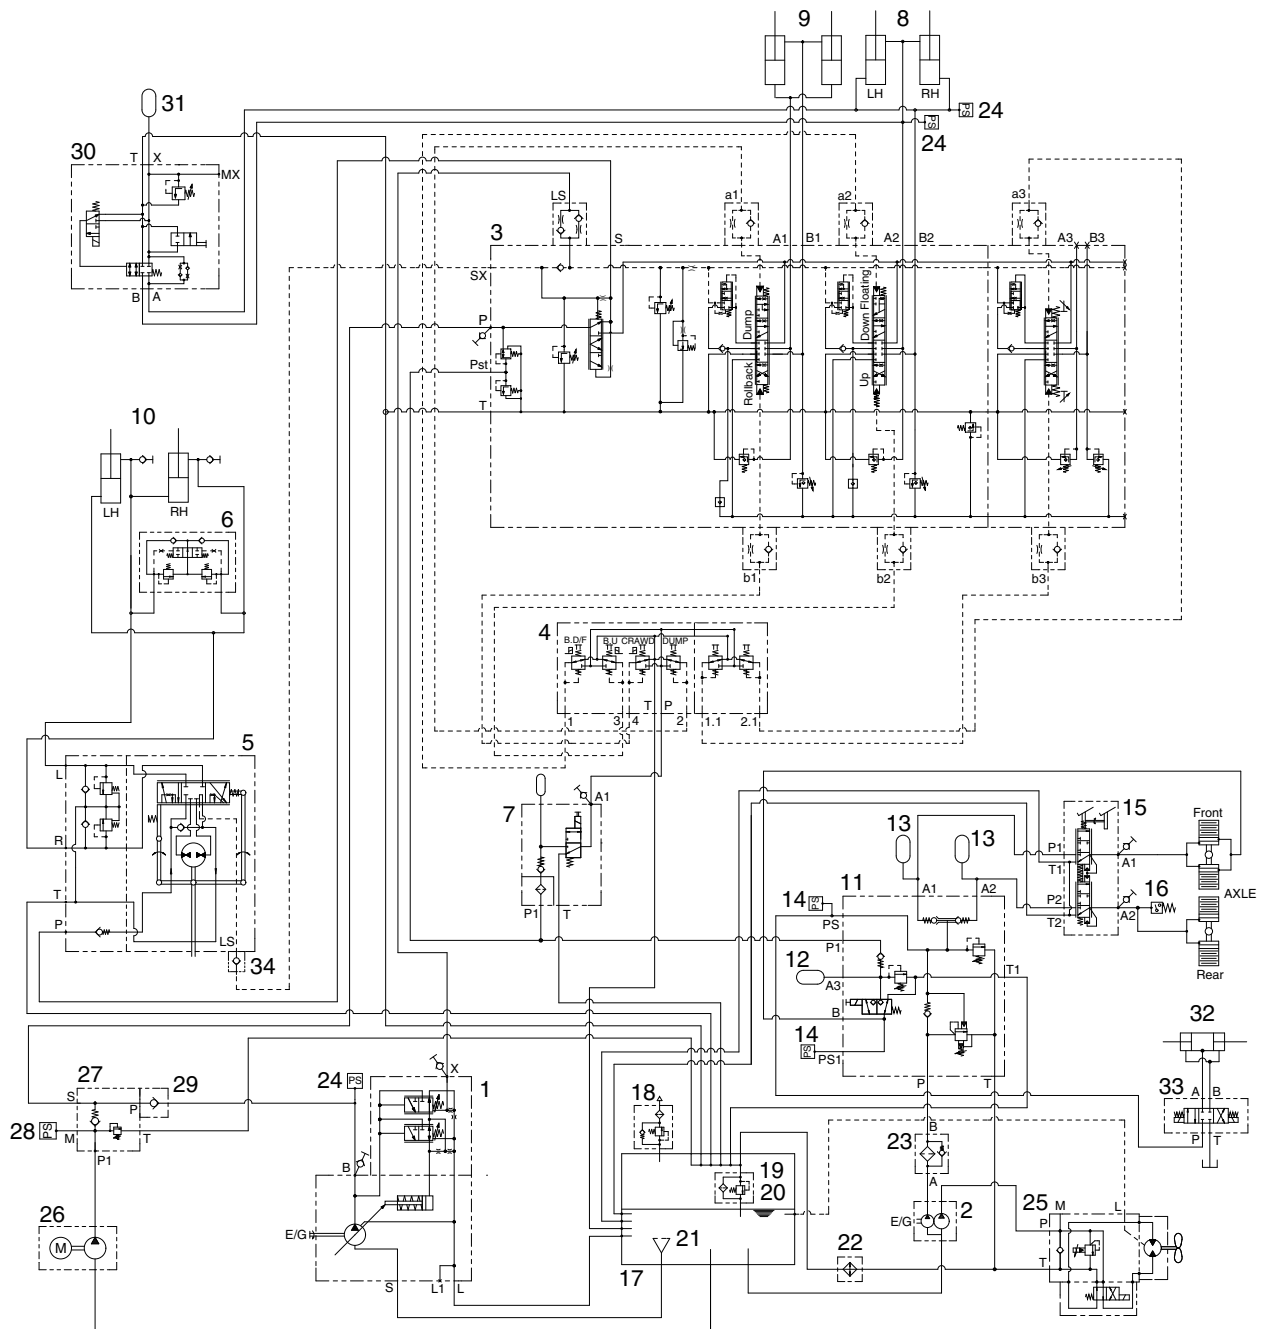 9 8
LH RH
PS 24
PS 24
31
30
T X
MX
B A
LS
a1 a2 a3
3
S A1 B1 A2 B2 A3 B3
SX
P
Pst
T
Dump
Rollback
Down Floating
Up
10
LH RH
6
b1 b2 b3
4
B.D/F B.U CRAWD DUMP
T P
1 3 4 2 1.1 2.1
5
L
R
T
P
LS
34
7
A1
P1 T
13 13
11
A1 A2
14 PS
PS
P1
12
A3
T1
B
14
PS
PS1
P T
15
P1
T1
A1
P2
T2
A2
16
Front
AXLE
Rear
32
33
A B
P T
27 29
S
P
28 PS
M T
P1
24 PS
1
X
B
26
M
E/G
S L1 L
18
19
20
21
17
22
23
B
A
2
E/G
25 M L
P
T